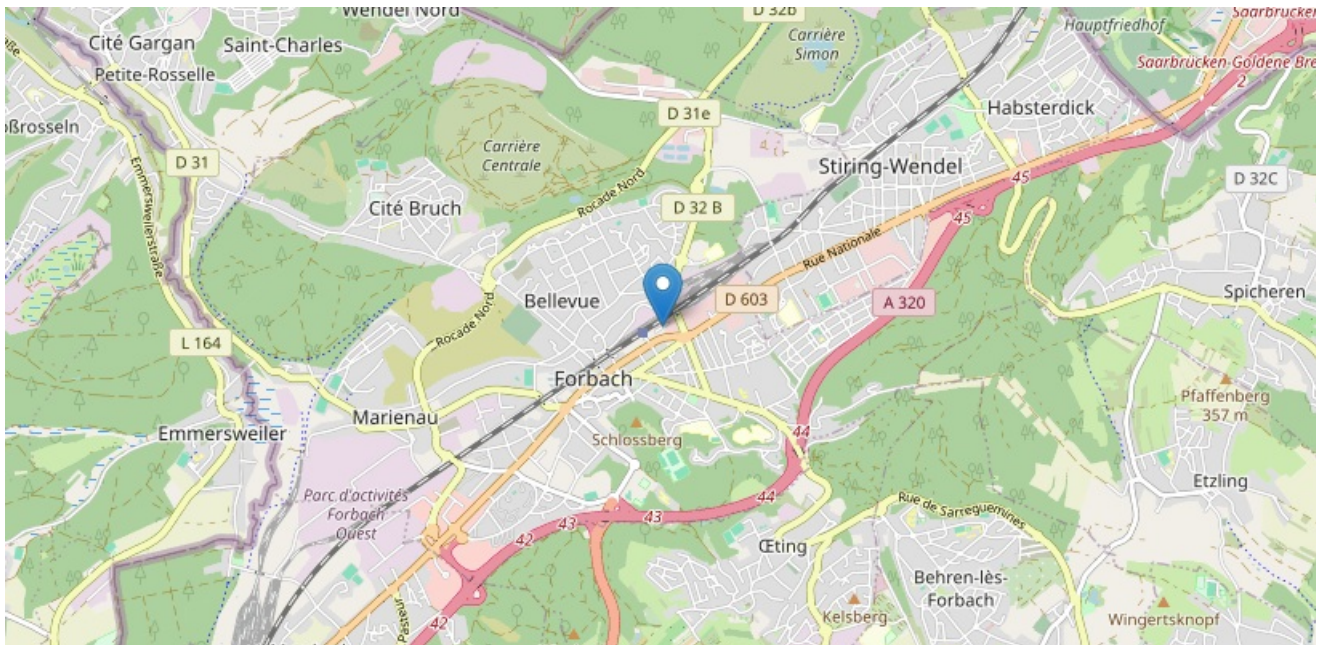 Wendel Nord
D 32b
Saarbrücken
Cité Gargan
Saint-Charles
Carrière
Simon
Hauptfriedhof
Petite-Rosselle
Saarbrücken-Goldene Bre
2
oßrosseln
D 31e
Habsterdick
D 31
Carrière
Centrale
Stiring-Wendel
45
D 32C
Emmersweilerstraße
Cité Bruch
Rocade Nord
D 32 B
45
Rue Nationale
Bellevue
D 603
A 320
Spicheren
Rocade Nord
L 164
Forbach
Pfaffenberg
357 m
Marienau
Emmersweiler
Schlossberg
44
Etzling
Parc d'activités
Forbach
Ouest
44
Rue de Sarreguemines
43
43
42
Œting
Behren-lès-
Forbach
Kelsberg
Wingertsknopf
42